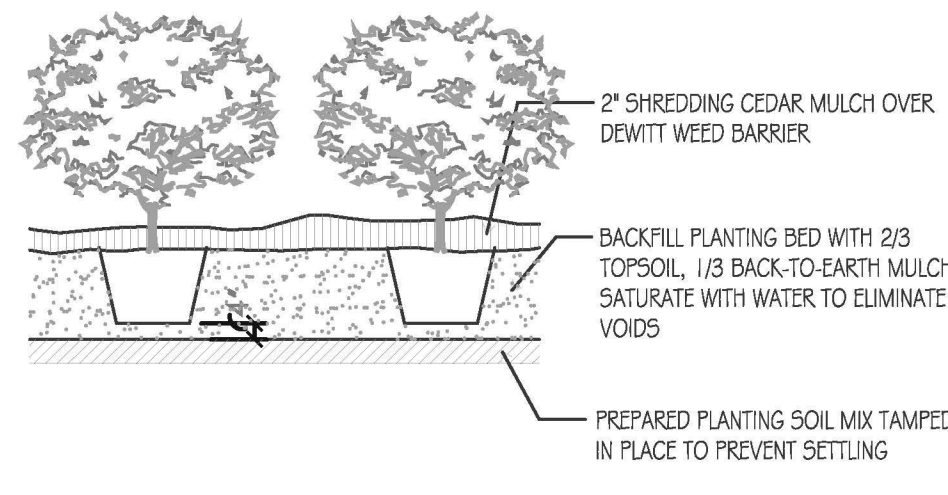 2" SHREDDING CEDAR MULCH OVER
DEWITT WEED BARRIER
BACKFILL PLANTING BED WITH 2/3
TOPSOIL, 1/3 BACK-TO-EARTH MULCH
SATURATE WITH WATER TO ELIMINATE
VOIDS
PREPARED PLANTING SOIL MIX TAMPED
IN PLACE TO PREVENT SETTLING